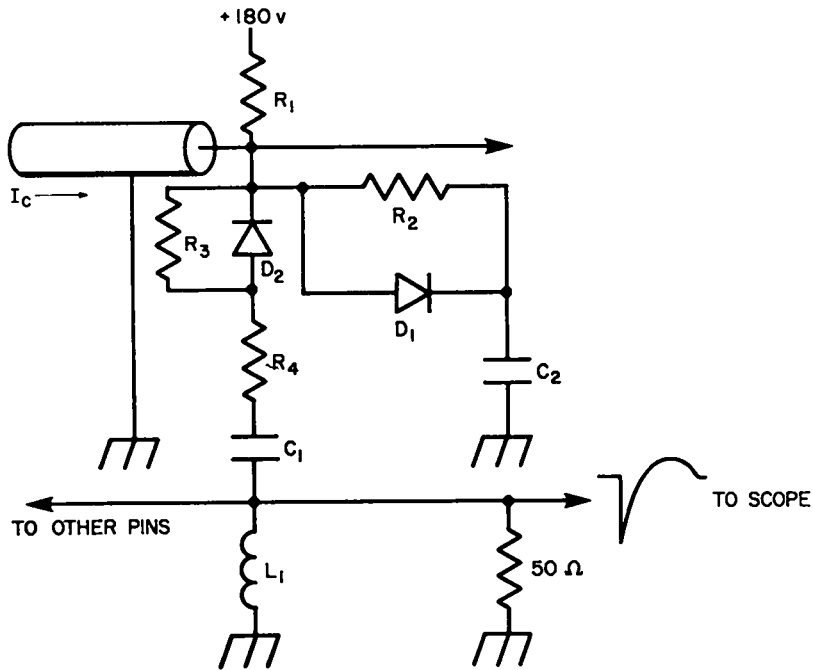 +180 v
R1
Ic
R2
R3
D2
D1
R4
C2
C1
TO OTHER PINS
TO SCOPE
L1
50 Ω